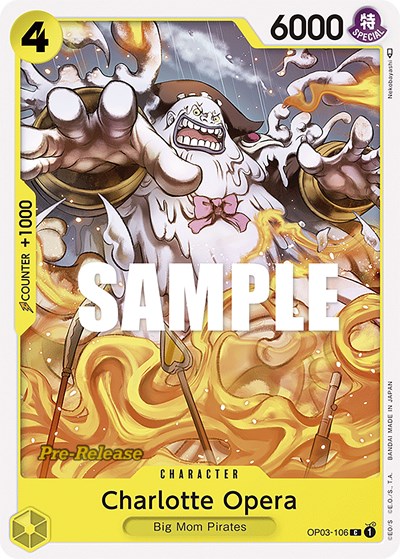 4
6000
特
SPECIAL
Nekobayashi
COUNTER +1000
SAMPLE
Pre-Release
CHARACTER
Charlotte Opera
Big Mom Pirates
OP03-106 C 1
©E.O./S., T.A. BANDAI MADE IN JAPAN
©EO/S